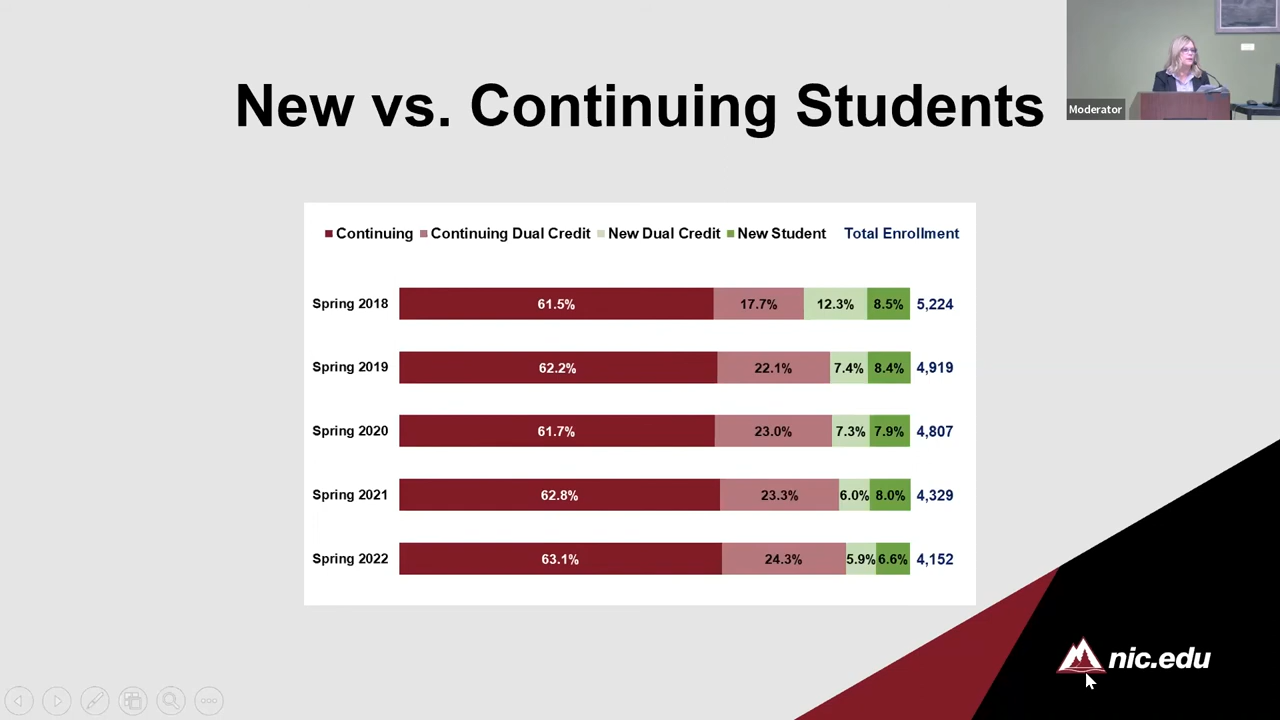 New vs. Continuing Students
Moderator
Continuing Continuing Dual Credit New Dual Credit New Student Total Enrollment
Spring 2018 61.5% 17.7% 12.3% 8.5% 5,224
Spring 2019 62.2% 22.1% 7.4% 8.4% 4,919
Spring 2020 61.7% 23.0% 7.3% 7.9% 4,807
Spring 2021 62.8% 23.3% 6.0% 8.0% 4,329
Spring 2022 63.1% 24.3% 5.9% 6.6% 4,152
nic.edu